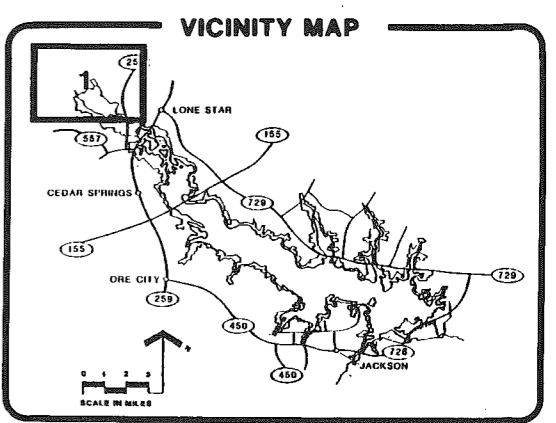 VICINITY MAP
1
25
LONE STAR
557
155
CEDAR SPRINGS
729
155
ORE CITY
259
729
450
726
JACKSON
450
N
0 1 2 3
SCALE IN MILES